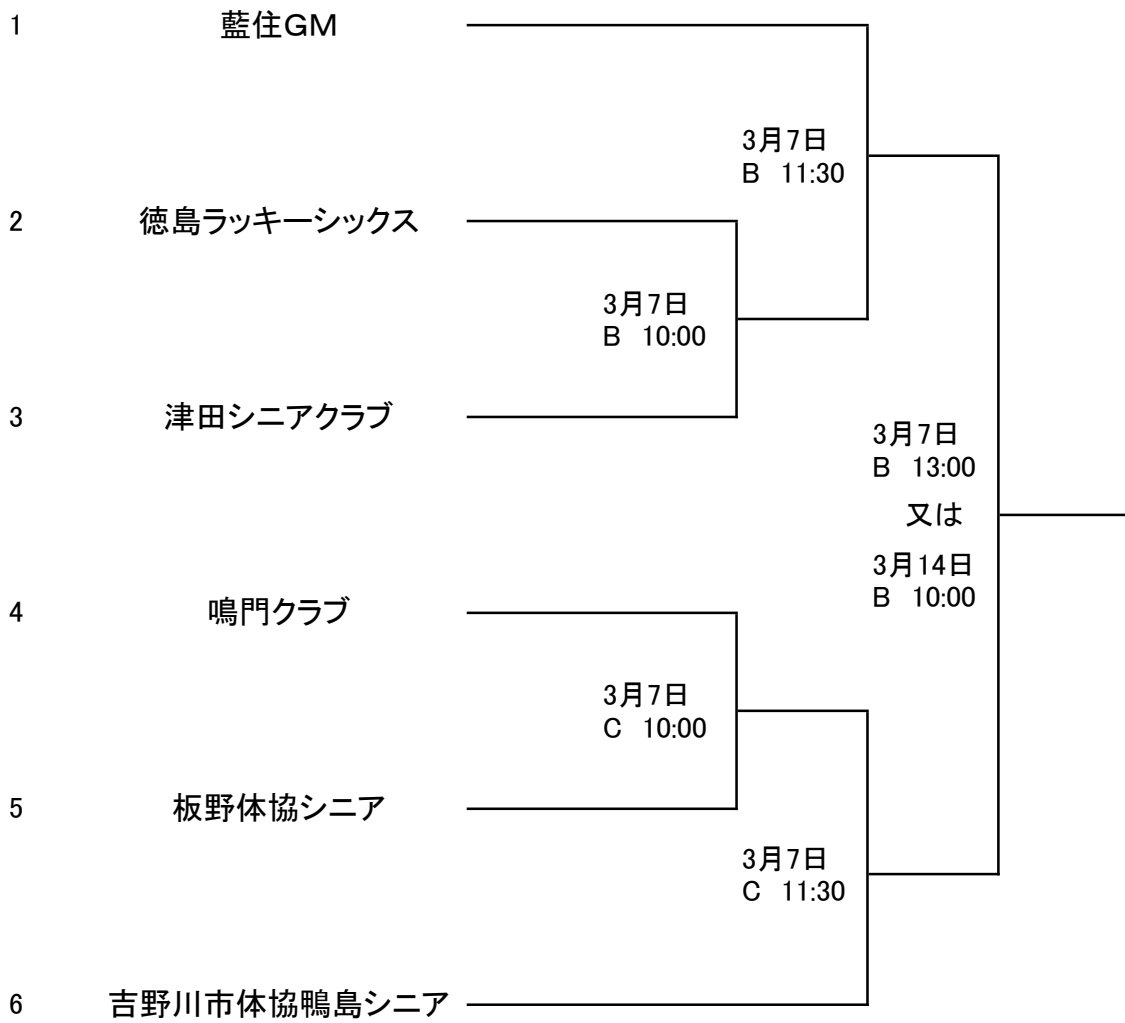 1 藍住GM
3月7日
B 11:30
2 徳島ラッキーシックス
3月7日
B 10:00
3 津田シニアクラブ
3月7日
B 13:00
又は
3月14日
B 10:00
4 鳴門クラブ
3月7日
C 10:00
5 板野体協シニア
3月7日
C 11:30
6 吉野川市体協鴨島シニア